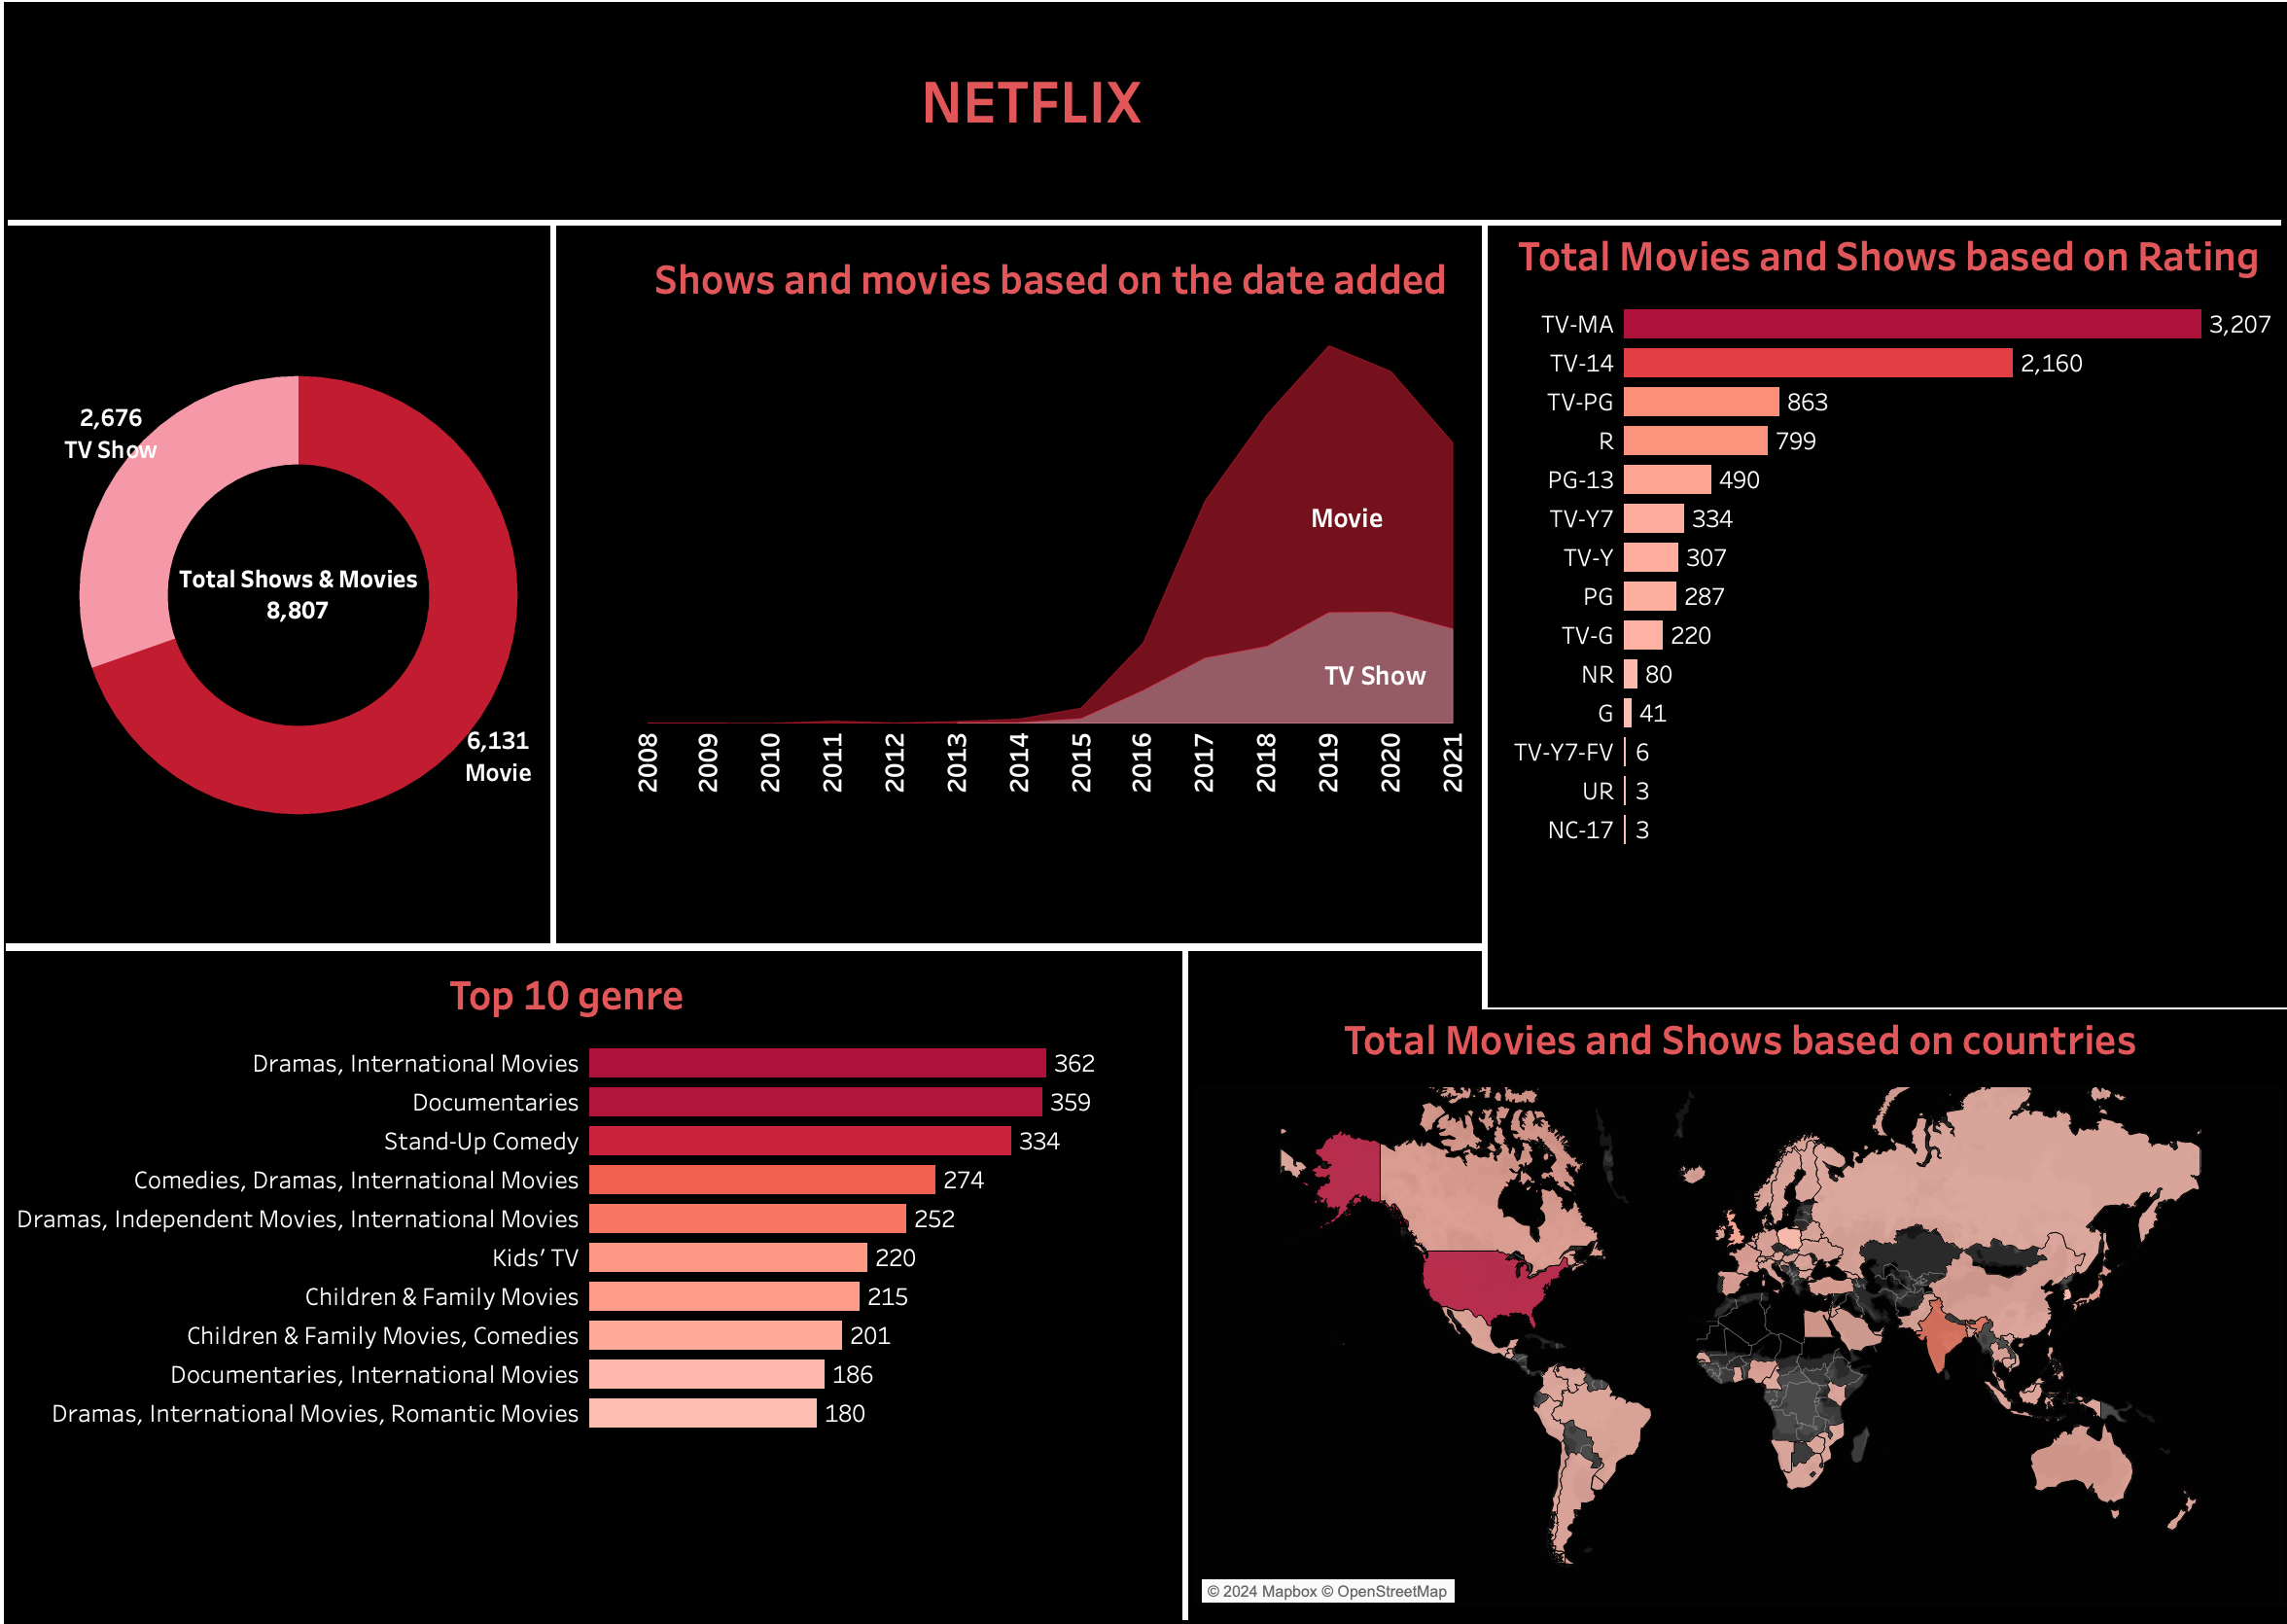 NETFLIX
2,676
TV Show
Total Shows & Movies
8,807
6,131
Movie
Shows and movies based on the date added
Movie
TV Show
2008
2009
2010
2011
2012
2013
2014
2015
2016
2017
2018
2019
2020
2021
Total Movies and Shows based on Rating
TV-MA 3,207
TV-14 2,160
TV-PG 863
R 799
PG-13 490
TV-Y7 334
TV-Y 307
PG 287
TV-G 220
NR 80
G 41
TV-Y7-FV 6
UR 3
NC-17 3
Top 10 genre
Dramas, International Movies 362
Documentaries 359
Stand-Up Comedy 334
Comedies, Dramas, International Movies 274
Dramas, Independent Movies, International Movies 252
Kids’ TV 220
Children & Family Movies 215
Children & Family Movies, Comedies 201
Documentaries, International Movies 186
Dramas, International Movies, Romantic Movies 180
Total Movies and Shows based on countries
© 2024 Mapbox © OpenStreetMap